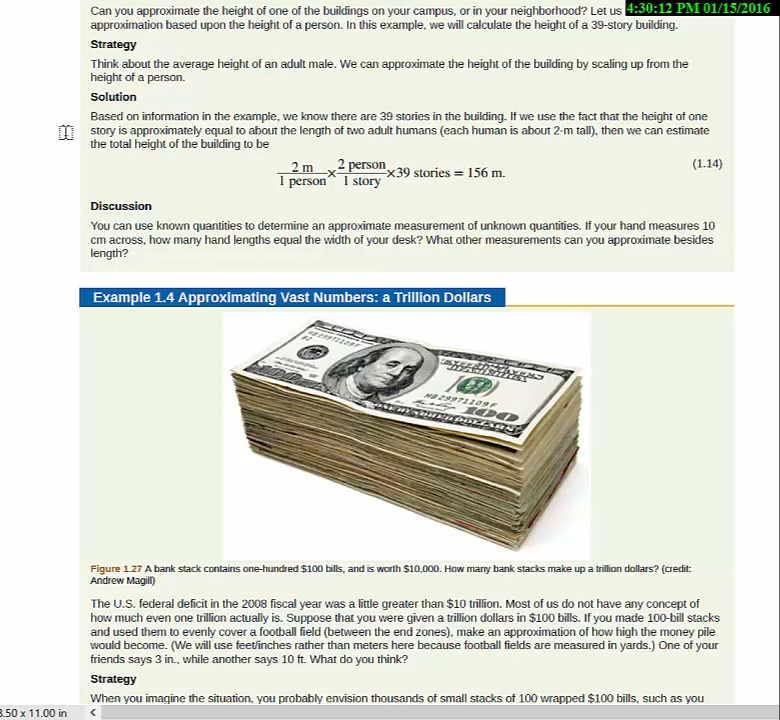 Can you approximate the height of one of the buildings on your campus, or in your neighborhood? Let us
4:30:12 PM 01/15/2016
approximation based upon the height of a person. In this example, we will calculate the height of a 39-story building.
Strategy
Think about the average height of an adult male. We can approximate the height of the building by scaling up from the
height of a person.
Solution
Based on information in the example, we know there are 39 stories in the building. If we use the fact that the height of one
story is approximately equal to about the length of two adult humans (each human is about 2-m tall), then we can estimate
the total height of the building to be
2 m / 1 person × 2 person / 1 story ×39 stories = 156 m.
(1.14)
Discussion
You can use known quantities to determine an approximate measurement of unknown quantities. If your hand measures 10
cm across, how many hand lengths equal the width of your desk? What other measurements can you approximate besides
length?
Example 1.4 Approximating Vast Numbers: a Trillion Dollars
HB29971109F
100
Figure 1.27 A bank stack contains one-hundred $100 bills, and is worth $10,000. How many bank stacks make up a trillion dollars? (credit:
Andrew Magill)
The U.S. federal deficit in the 2008 fiscal year was a little greater than $10 trillion. Most of us do not have any concept of
how much even one trillion actually is. Suppose that you were given a trillion dollars in $100 bills. If you made 100-bill stacks
and used them to evenly cover a football field (between the end zones), make an approximation of how high the money pile
would become. (We will use feet/inches rather than meters here because football fields are measured in yards.) One of your
friends says 3 in., while another says 10 ft. What do you think?
Strategy
When you imagine the situation, you probably envision thousands of small stacks of 100 wrapped $100 bills, such as you
8.50 x 11.00 in